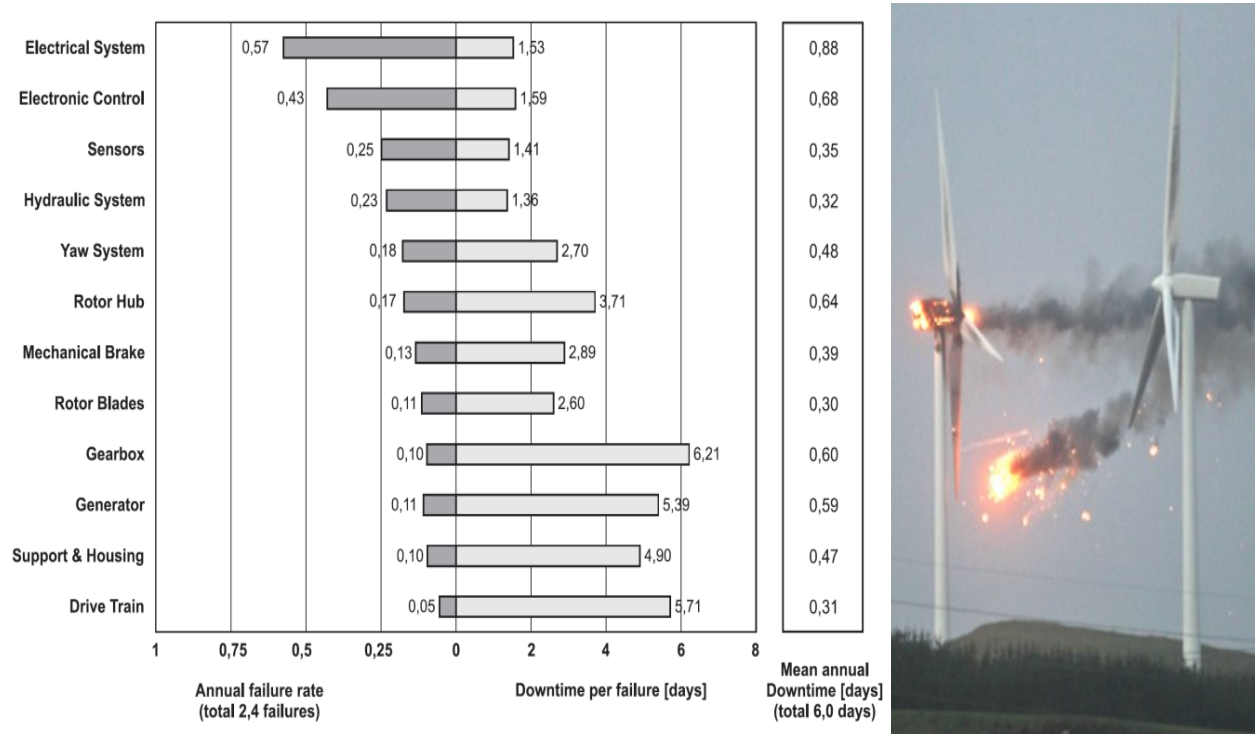 Electrical System 0,57 1,53 0,88
Electronic Control 0,43 1,59 0,68
Sensors 0,25 1,41 0,35
Hydraulic System 0,23 1,36 0,32
Yaw System 0,18 2,70 0,48
Rotor Hub 0,17 3,71 0,64
Mechanical Brake 0,13 2,89 0,39
Rotor Blades 0,11 2,60 0,30
Gearbox 0,10 6,21 0,60
Generator 0,11 5,39 0,59
Support & Housing 0,10 4,90 0,47
Drive Train 0,05 5,71 0,31
1 0,75 0,5 0,25 0 2 4 6 8
Annual failure rate
(total 2,4 failures)
Downtime per failure [days]
Mean annual
Downtime [days]
(total 6,0 days)